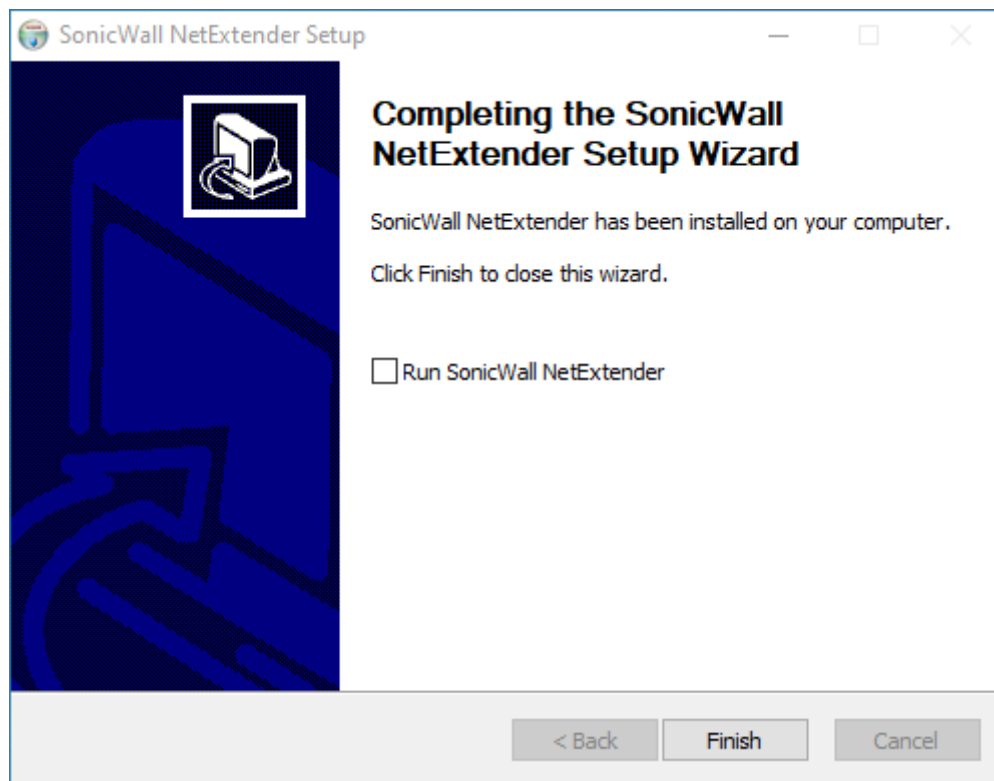 SonicWall NetExtender Setup
Completing the SonicWall
NetExtender Setup Wizard
SonicWall NetExtender has been installed on your computer.
Click Finish to close this wizard.
Run SonicWall NetExtender
< Back
Finish
Cancel